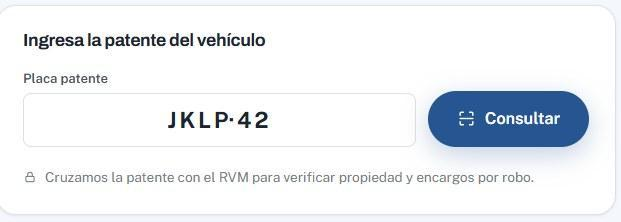 Ingresa la patente del vehículo
Placa patente
JKLP·42
Consultar
Cruzamos la patente con el RVM para verificar propiedad y encargos por robo.